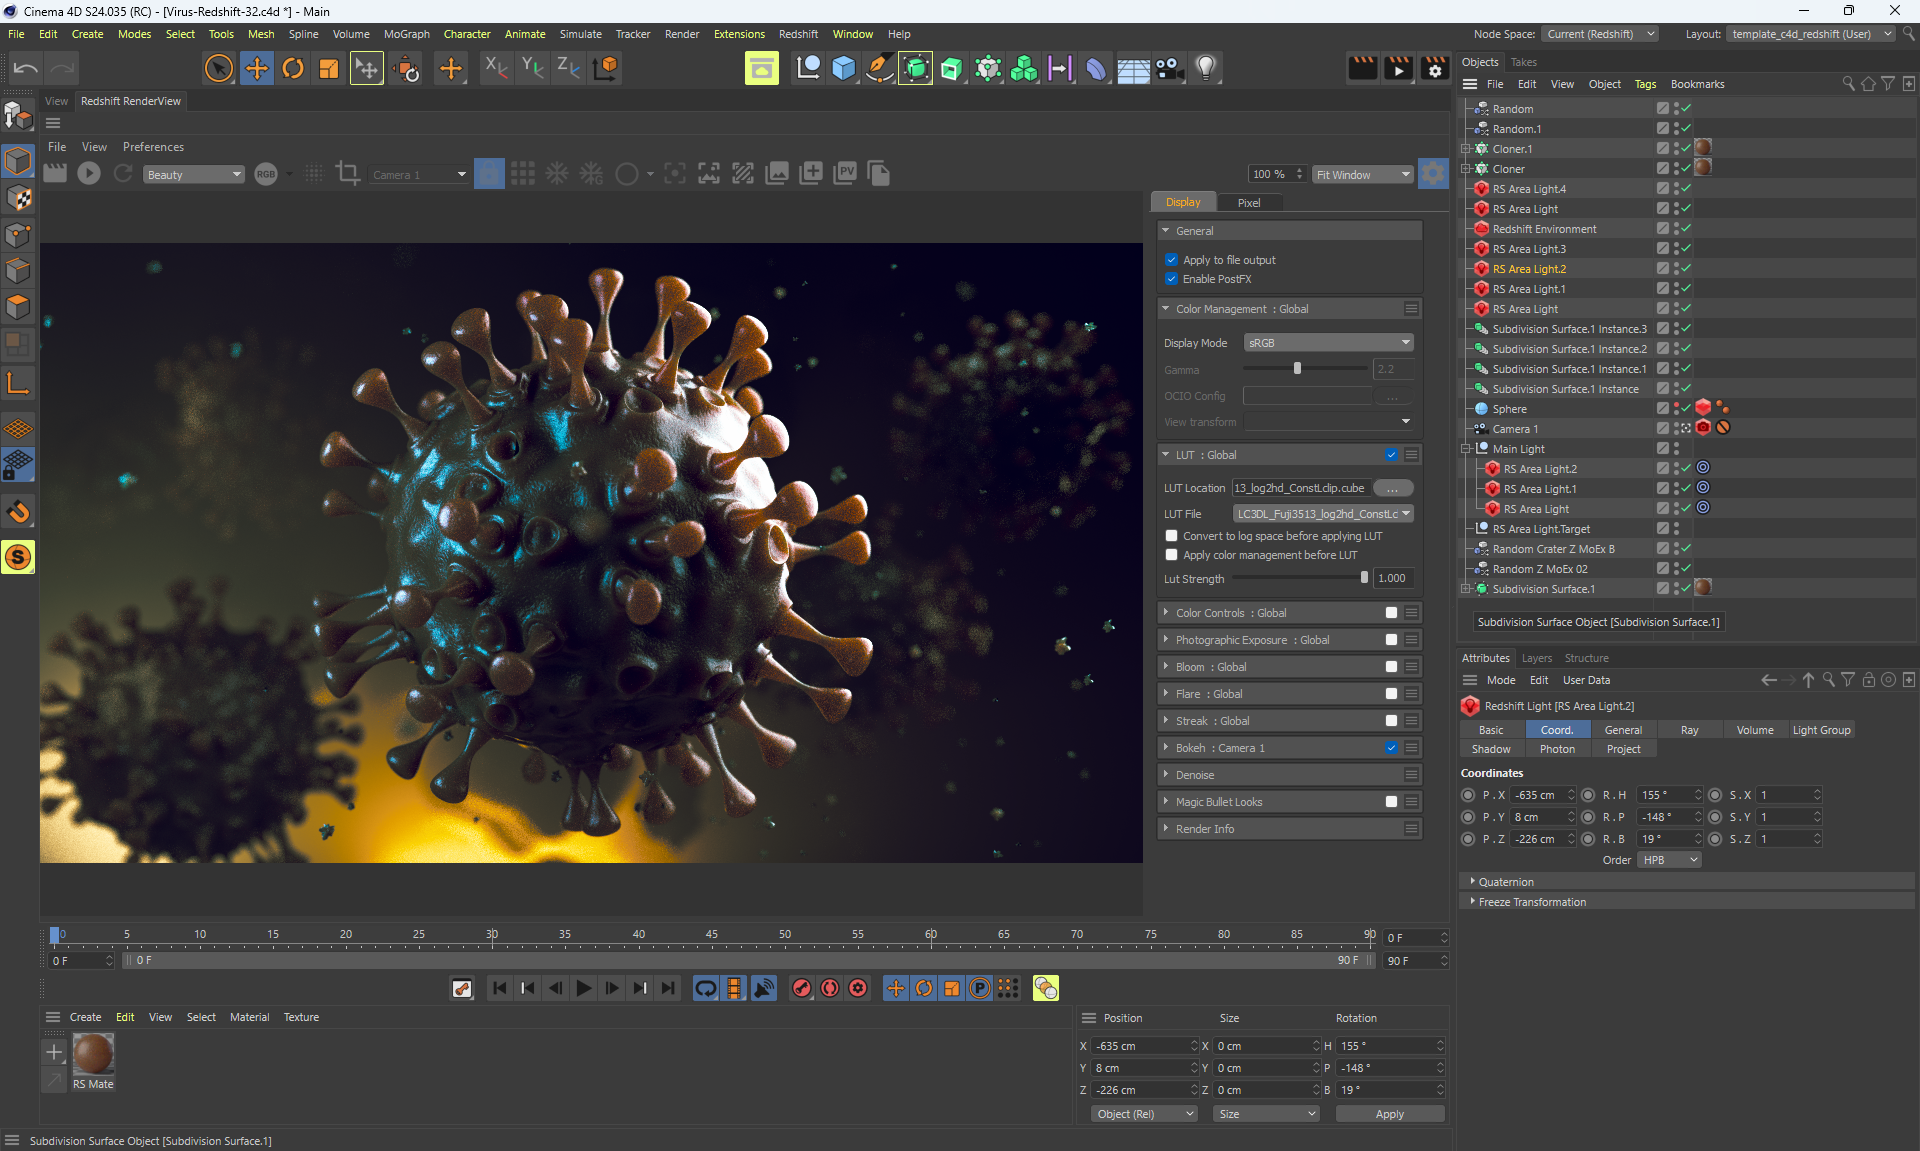 Cinema 4D S24.035 (RC) - [Virus-Redshift-32.c4d *] - Main
File Edit Create Modes Select Tools Mesh Spline Volume MoGraph Character Animate Simulate Tracker Render Extensions Redshift Window Help
Node Space: Current (Redshift) Layout: template_c4d_redshift (User)
X Y Z
View Redshift RenderView
File View Preferences
Beauty RGB Camera 1 PV 100 % Fit Window
Display Pixel
General
Apply to file output
Enable PostFX
Color Management : Global
Display Mode sRGB
Gamma 2.2
OCIO Config ...
View transform
LUT : Global
LUT Location 13_log2hd_ConstLclip.cube ...
LUT File LC3DL_Fuji3513_log2hd_ConstLc
Convert to log space before applying LUT
Apply color management before LUT
Lut Strength 1.000
Color Controls : Global
Photographic Exposure : Global
Bloom : Global
Flare : Global
Streak : Global
Bokeh : Camera 1
Denoise
Magic Bullet Looks
Render Info
Objects Takes
File Edit View Object Tags Bookmarks
Random
Random.1
Cloner.1
Cloner
RS Area Light.4
RS Area Light
Redshift Environment
RS Area Light.3
RS Area Light.2
RS Area Light.1
RS Area Light
Subdivision Surface.1 Instance.3
Subdivision Surface.1 Instance.2
Subdivision Surface.1 Instance.1
Subdivision Surface.1 Instance
Sphere
Camera 1
Main Light
RS Area Light.2
RS Area Light.1
RS Area Light
RS Area Light.Target
Random Crater Z MoEx B
Random Z MoEx 02
Subdivision Surface.1
Subdivision Surface Object [Subdivision Surface.1]
Attributes Layers Structure
Mode Edit User Data
Redshift Light [RS Area Light.2]
Basic Coord. General Ray Volume Light Group
Shadow Photon Project
Coordinates
P . X -635 cm R . H 155 ° S . X 1
P . Y 8 cm R . P -148 ° S . Y 1
P . Z -226 cm R . B 19 ° S . Z 1
Order HPB
Quaternion
Freeze Transformation
0 5 10 15 20 25 30 35 40 45 50 55 60 65 70 75 80 85 90 0 F
0 F 0 F 90 F 90 F
P
Create Edit View Select Material Texture
RS Mate
Position Size Rotation
X -635 cm X 0 cm H 155 °
Y 8 cm Y 0 cm P -148 °
Z -226 cm Z 0 cm B 19 °
Object (Rel) Size Apply
S
Subdivision Surface Object [Subdivision Surface.1]